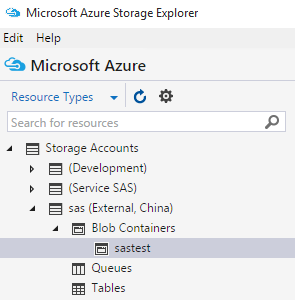 Microsoft Azure Storage Explorer
Edit Help
Microsoft Azure
Resource Types
Search for resources
Storage Accounts
(Development)
(Service SAS)
sas (External, China)
Blob Containers
sastest
Queues
Tables